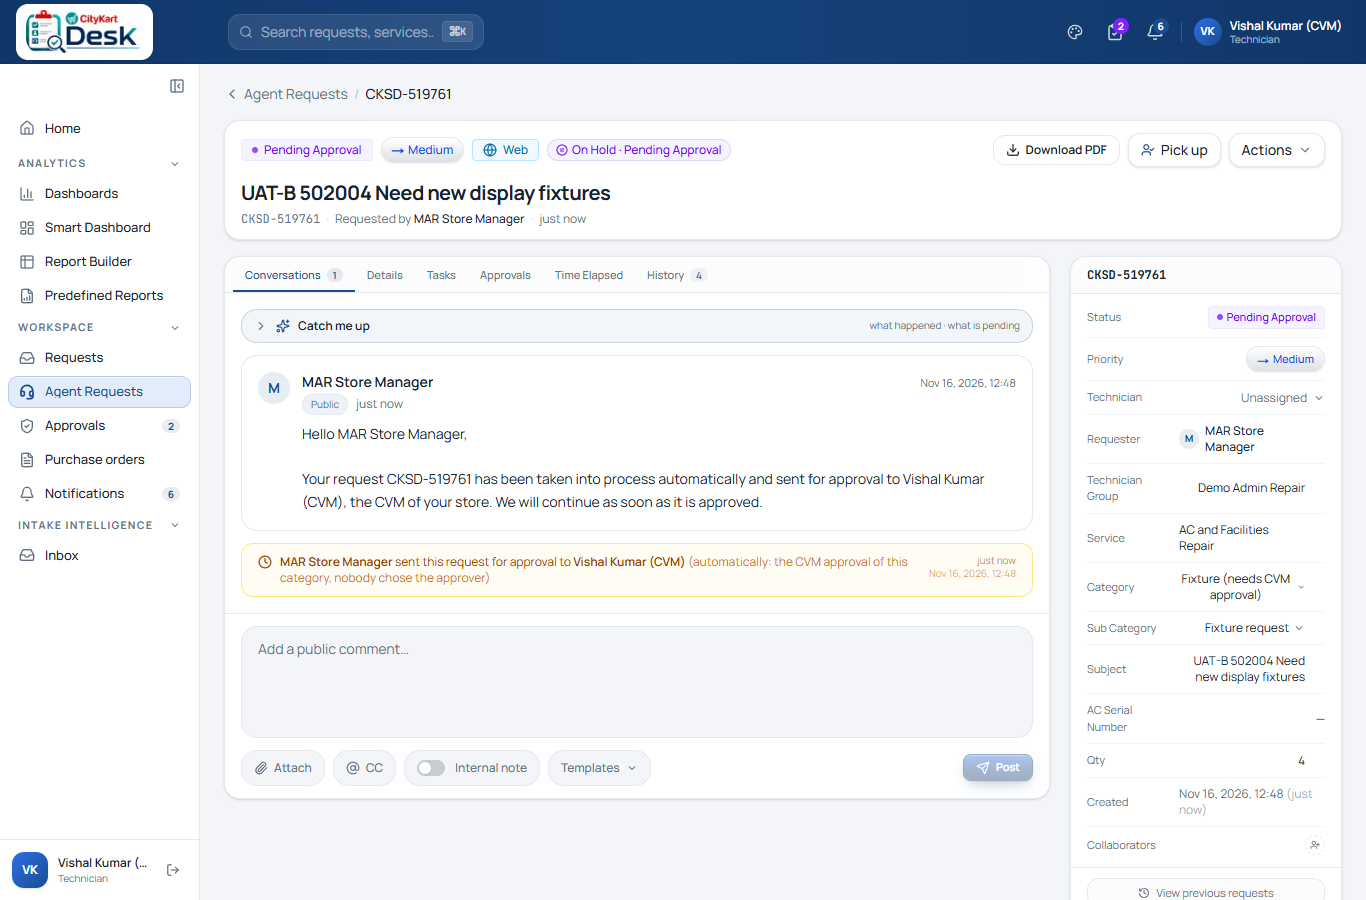 CityKart
Desk
Search requests, services..
⌘K
2
6
VK
Vishal Kumar (CVM)
Technician
Home
ANALYTICS
Dashboards
Smart Dashboard
Report Builder
Predefined Reports
WORKSPACE
Requests
Agent Requests
Approvals
2
Purchase orders
Notifications
6
INTAKE INTELLIGENCE
Inbox
VK
Vishal Kumar (...
Technician
Agent Requests / CKSD-519761
Pending Approval
→ Medium
Web
On Hold · Pending Approval
Download PDF
Pick up
Actions
UAT-B 502004 Need new display fixtures
CKSD-519761 · Requested by MAR Store Manager · just now
Conversations 1
Details
Tasks
Approvals
Time Elapsed
History 4
Catch me up
what happened · what is pending
M
MAR Store Manager
Nov 16, 2026, 12:48
Public
just now
Hello MAR Store Manager,
Your request CKSD-519761 has been taken into process automatically and sent for approval to Vishal Kumar
(CVM), the CVM of your store. We will continue as soon as it is approved.
MAR Store Manager sent this request for approval to Vishal Kumar (CVM) (automatically: the CVM approval of this
category, nobody chose the approver)
just now
Nov 16, 2026, 12:48
Add a public comment...
Attach
@ CC
Internal note
Templates
Post
CKSD-519761
Status
Pending Approval
Priority
→ Medium
Technician
Unassigned
Requester
M
MAR Store
Manager
Technician
Group
Demo Admin Repair
Service
AC and Facilities
Repair
Category
Fixture (needs CVM
approval)
Sub Category
Fixture request
Subject
UAT-B 502004 Need
new display fixtures
AC Serial
Number
—
Qty
4
Created
Nov 16, 2026, 12:48 (just
now)
Collaborators
View previous requests